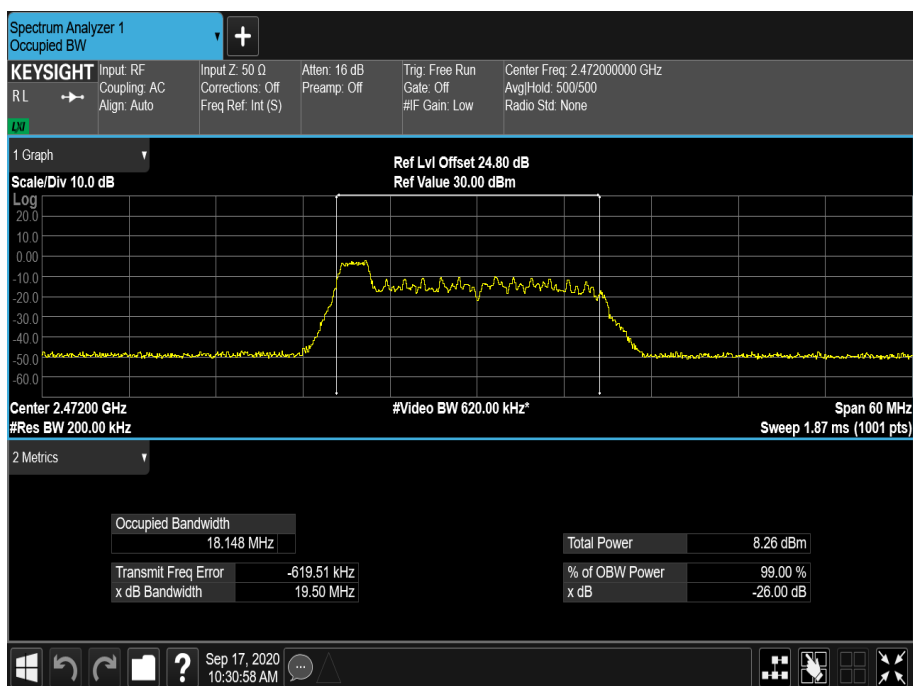 Spectrum Analyzer 1
Occupied BW
+
KEYSIGHT
RL
LXI
Input: RF
Coupling: AC
Align: Auto
Input Z: 50 Ω
Corrections: Off
Freq Ref: Int (S)
Atten: 16 dB
Preamp: Off
Trig: Free Run
Gate: Off
#IF Gain: Low
Center Freq: 2.472000000 GHz
Avg|Hold: 500/500
Radio Std: None
1 Graph
Scale/Div 10.0 dB
Ref Lvl Offset 24.80 dB
Ref Value 30.00 dBm
Log
20.0
10.0
0.00
-10.0
-20.0
-30.0
-40.0
-50.0
-60.0
Center 2.47200 GHz
#Video BW 620.00 kHz*
Span 60 MHz
#Res BW 200.00 kHz
Sweep 1.87 ms (1001 pts)
2 Metrics
Occupied Bandwidth
18.148 MHz
Total Power 8.26 dBm
Transmit Freq Error -619.51 kHz
% of OBW Power 99.00 %
x dB Bandwidth 19.50 MHz
x dB -26.00 dB
?
Sep 17, 2020
10:30:58 AM